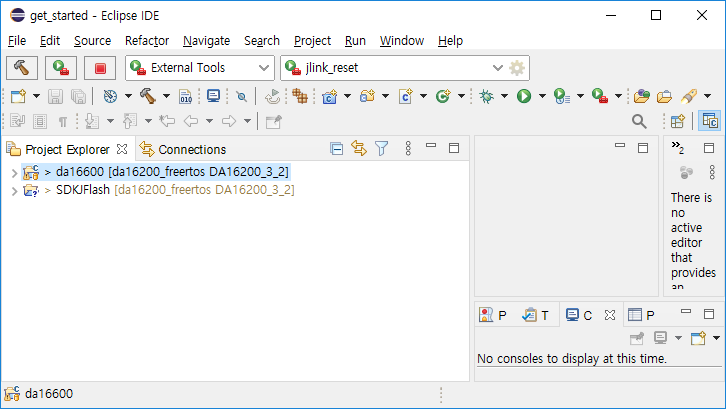 get_started - Eclipse IDE
File Edit Source Refactor Navigate Search Project Run Window Help
External Tools jlink_reset
010
Project Explorer Connections
»2
> da16600 [da16200_freertos DA16200_3_2]
> SDKJFlash [da16200_freertos DA16200_3_2]
There is
no
active
editor
that
provides
an
P T C P
No consoles to display at this time.
da16600